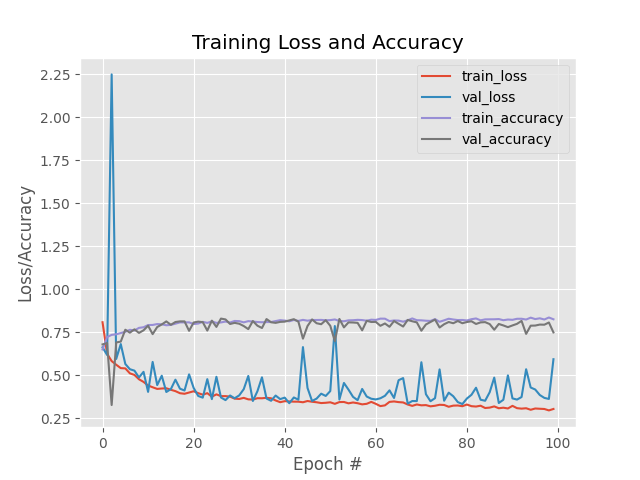 Training Loss and Accuracy
train_loss
val_loss
train_accuracy
val_accuracy
Loss/Accuracy
2.25
2.00
1.75
1.50
1.25
1.00
0.75
0.50
0.25
0 20 40 60 80 100
Epoch #